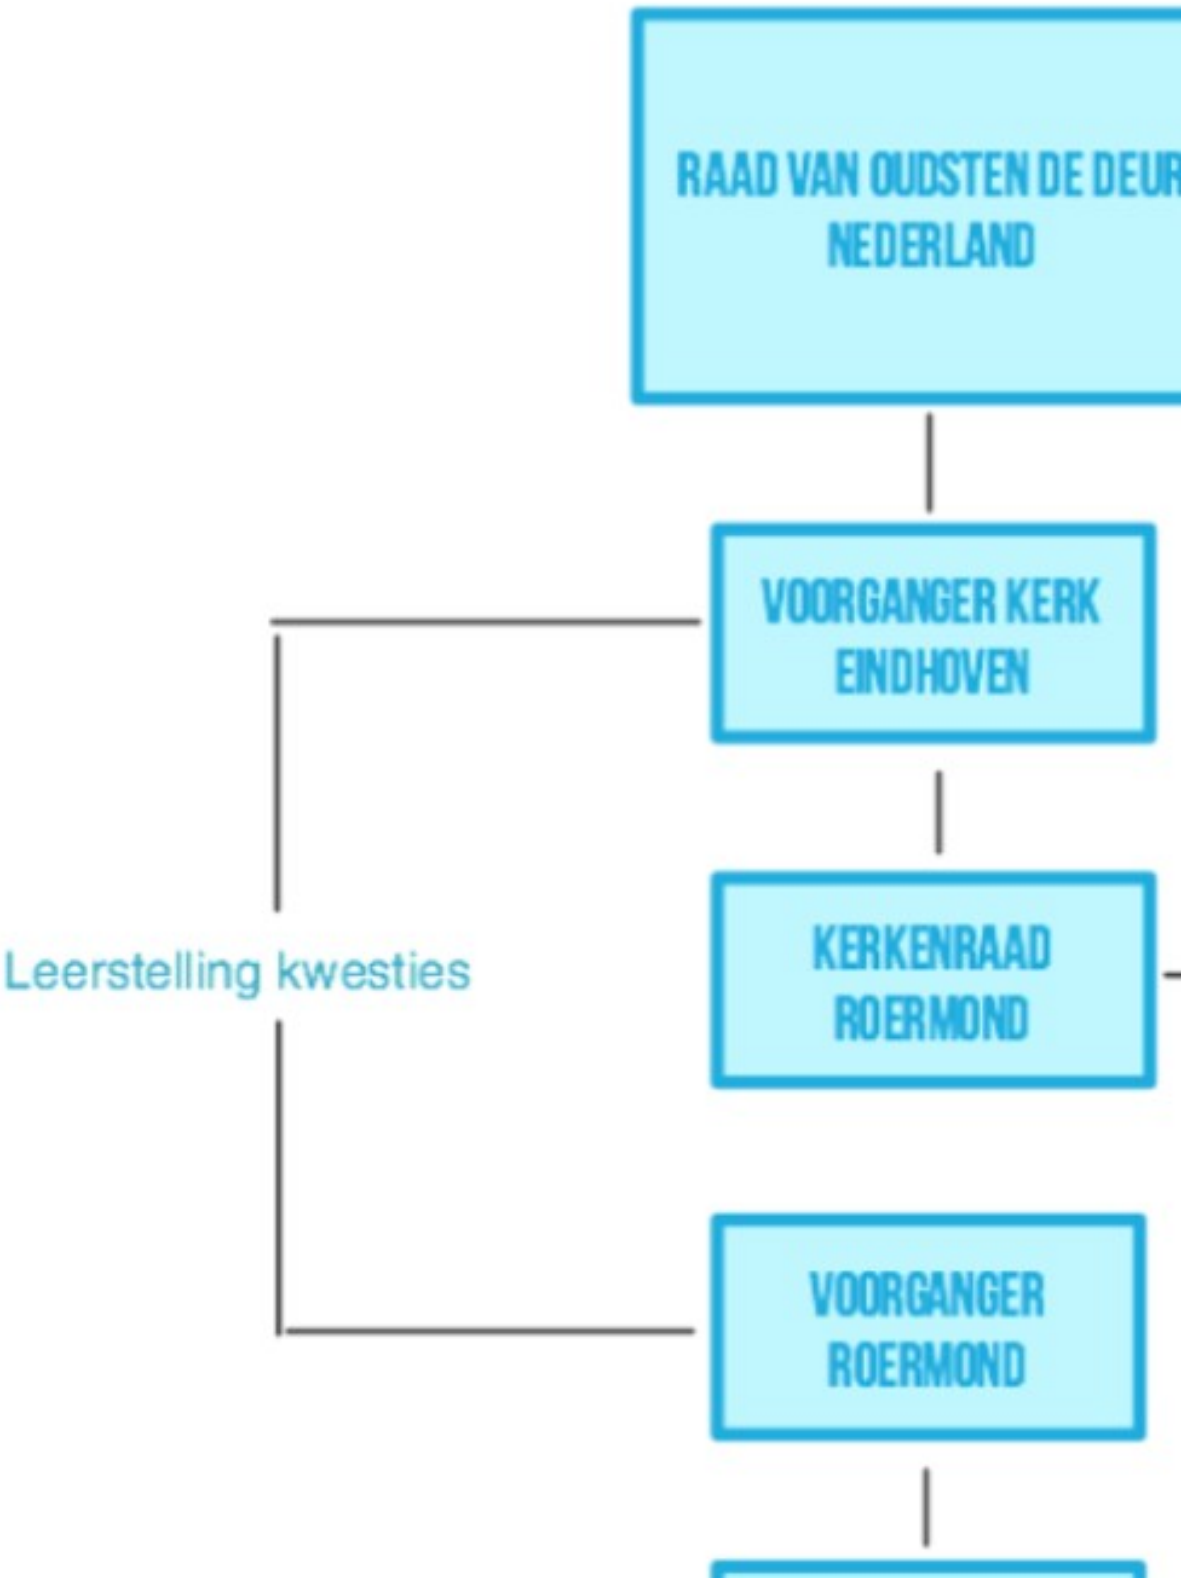 RAAD VAN OUDSTEN DE DEUR
NEDERLAND
VOORGANGER KERK
EINDHOVEN
KERKENRAAD
ROERMOND
Leerstelling kwesties
VOORGANGER
ROERMOND